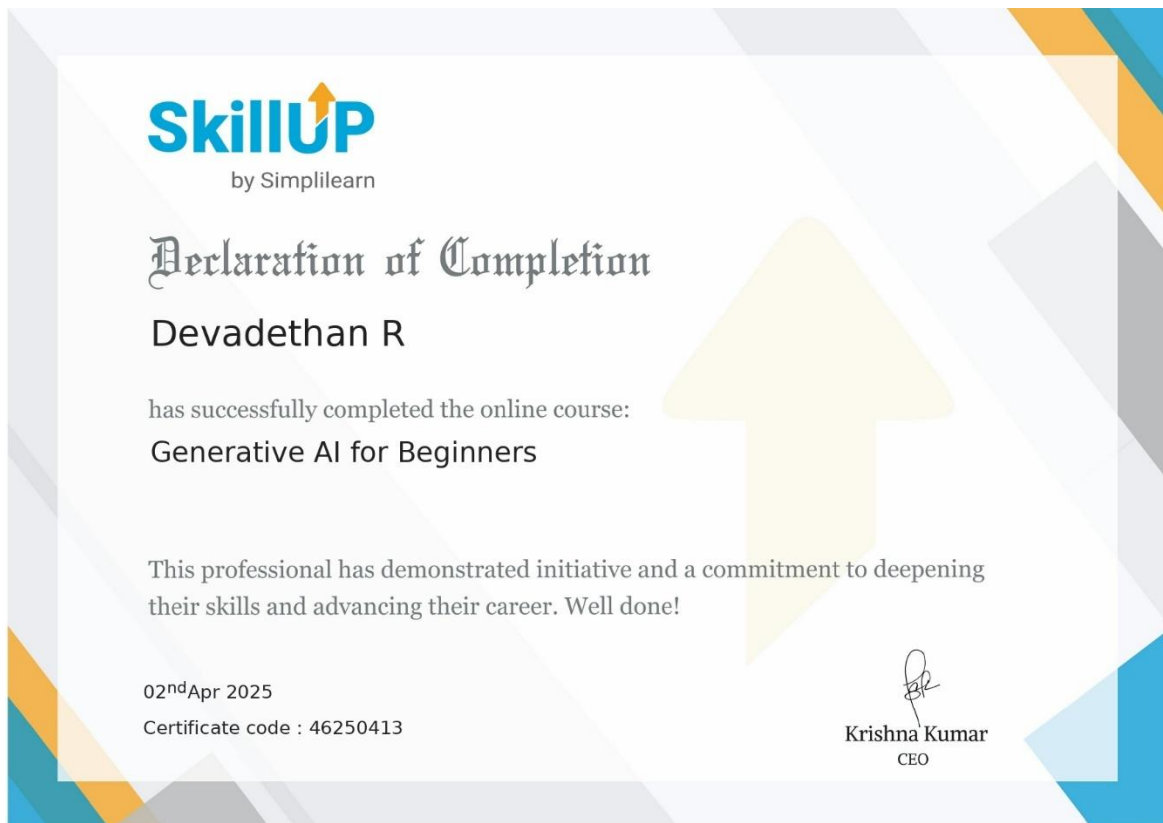 SkillUP
by Simplilearn
Declaration of Completion
Devadethan R
has successfully completed the online course:
Generative AI for Beginners
This professional has demonstrated initiative and a commitment to deepening
their skills and advancing their career. Well done!
02ndApr 2025
Certificate code : 46250413
Krishna Kumar
CEO